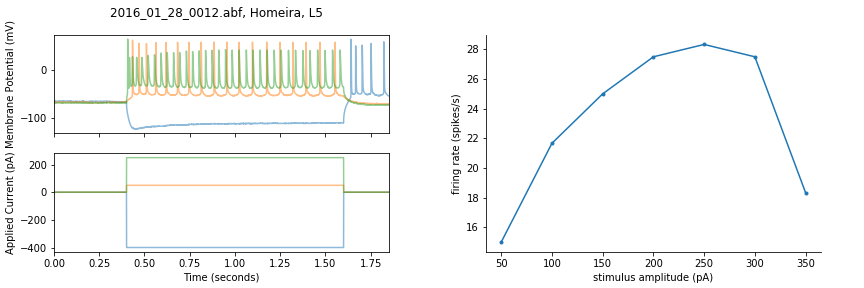 2016_01_28_0012.abf, Homeira, L5
Membrane Potential (mV)
0
−100
Applied Current (pA)
200
0
−200
−400
0.00 0.25 0.50 0.75 1.00 1.25 1.50 1.75
Time (seconds)
firing rate (spikes/s)
28
26
24
22
20
18
16
50 100 150 200 250 300 350
stimulus amplitude (pA)